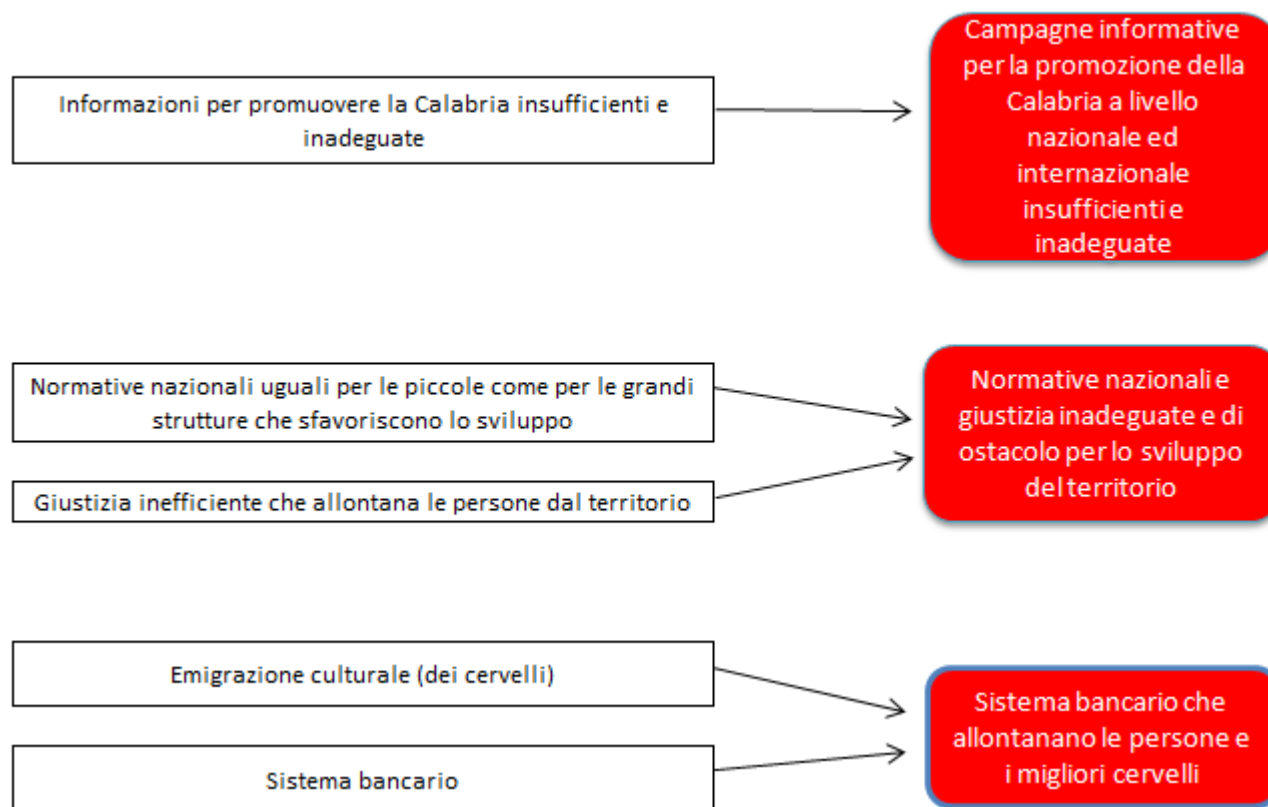 Informazioni per promuovere la Calabria insufficienti e
inadeguate
Campagne informative
per la promozione della
Calabria a livello
nazionale ed
internazionale
insufficienti e
inadeguate
Normative nazionali uguali per le piccole come per le grandi
strutture che sfavoriscono lo sviluppo
Giustizia inefficiente che allontana le persone dal territorio
Normative nazionali e
giustizia inadeguate e di
ostacolo per lo sviluppo
del territorio
Emigrazione culturale (dei cervelli)
Sistema bancario
Sistema bancario che
allontanano le persone e
i migliori cervelli